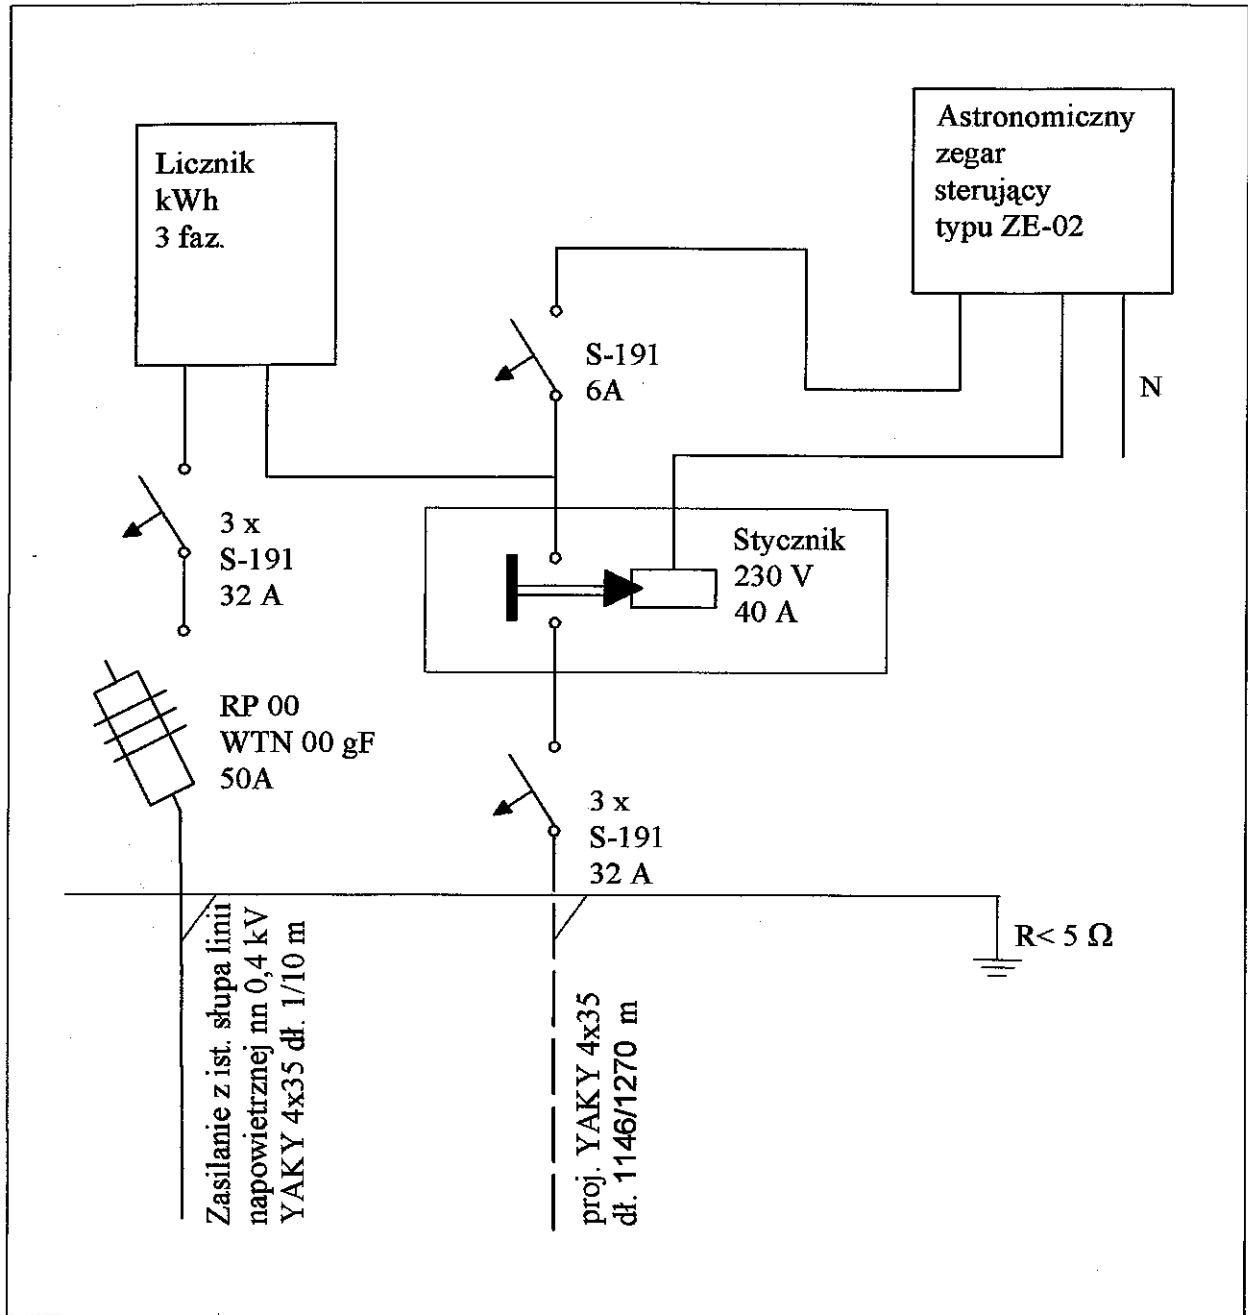 Licznik
kWh
3 faz.
Astronomiczny
zegar
sterujący
typu ZE-02
S-191
6A
N
3 x
S-191
32 A
Stycznik
230 V
40 A
RP 00
WTN 00 gF
50A
3 x
S-191
32 A
R< 5 Ω
Zasilanie z ist. słupa linii
napowietrznej nn 0,4 kV
YAKY 4x35 dł. 1/10 m
proj. YAKY 4x35
dł. 1146/1270 m